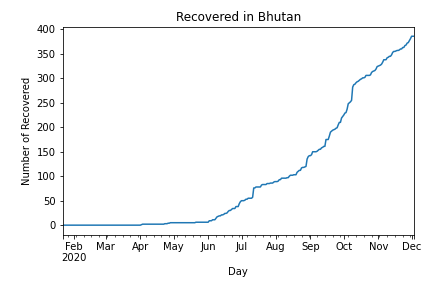 Recovered in Bhutan
400
350
300
250
200
150
100
50
0
Number of Recovered
Feb Mar Apr May Jun Jul Aug Sep Oct Nov Dec
2020
Day